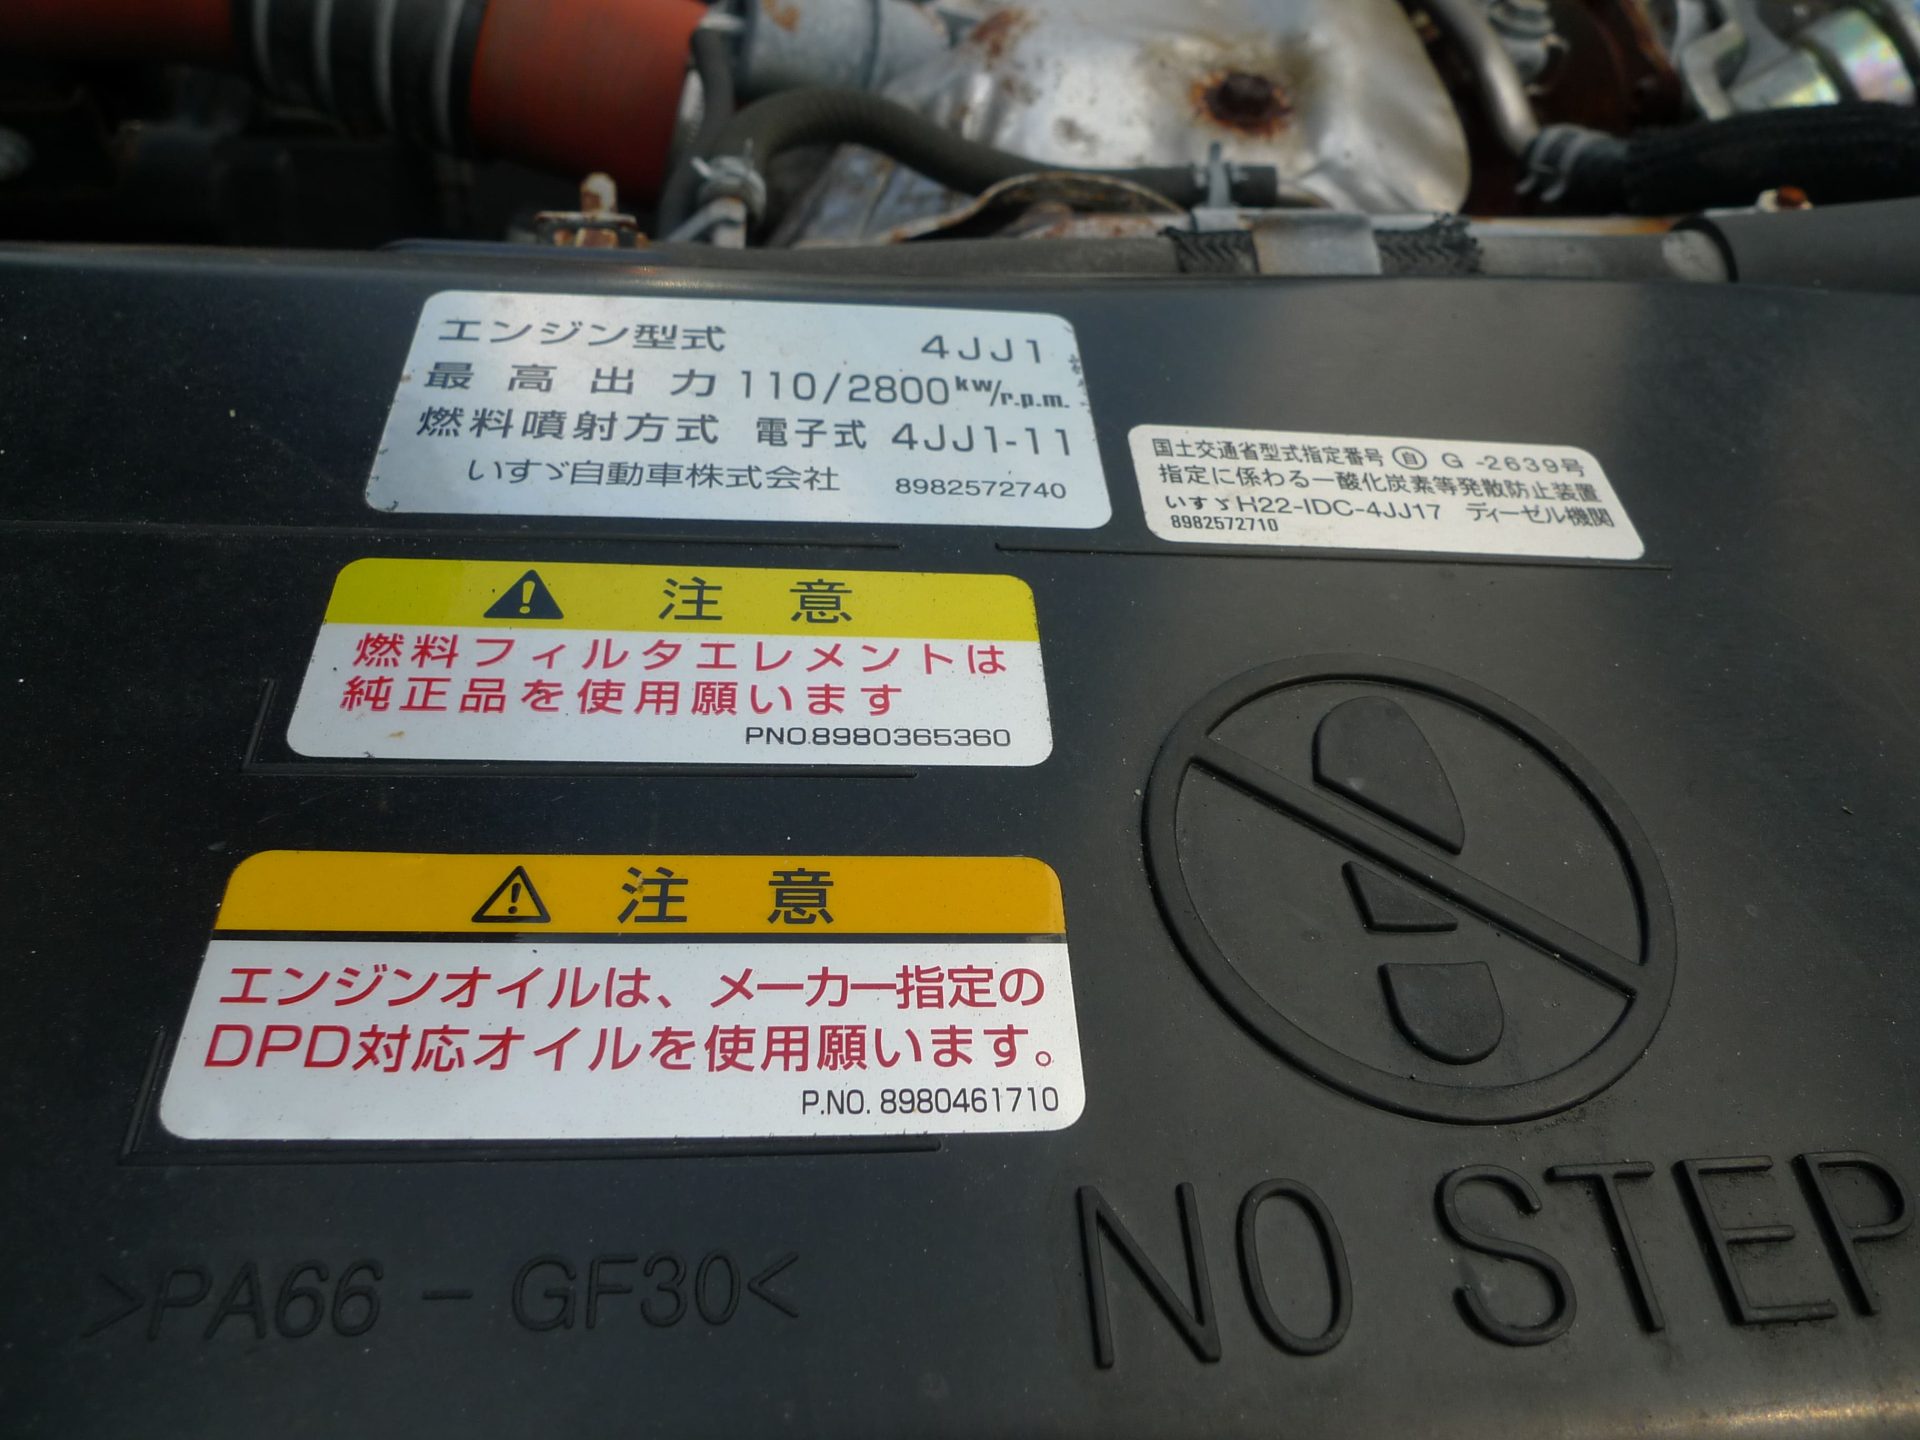 エンジン型式 4JJ1
最高出力 110/2800kw/r.p.m.
燃料噴射方式 電子式 4JJ1-11
いすゞ自動車株式会社 8982572740
国土交通省型式指定番号 自 G-2639号
指定に係わる一酸化炭素等発散防止装置
いすゞH22-IDC-4JJ17 ディーゼル機関
8982572710
注意
燃料フィルタエレメントは
純正品を使用願います
PNO.8980365360
注意
エンジンオイルは、メーカー指定の
DPD対応オイルを使用願います。
P.NO. 8980461710
NO STEP
>PA66-GF30<